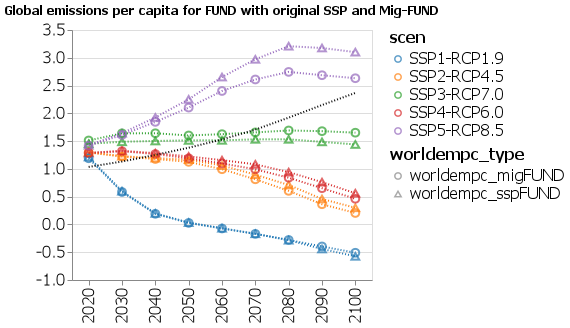 Global emissions per capita for FUND with original SSP and Mig-FUND
3.5
3.0
2.5
2.0
1.5
1.0
0.5
0.0
-0.5
-1.0
2020
2030
2040
2050
2060
2070
2080
2090
2100
scen
SSP1-RCP1.9
SSP2-RCP4.5
SSP3-RCP7.0
SSP4-RCP6.0
SSP5-RCP8.5
worldempc_type
worldempc_migFUND
worldempc_sspFUND